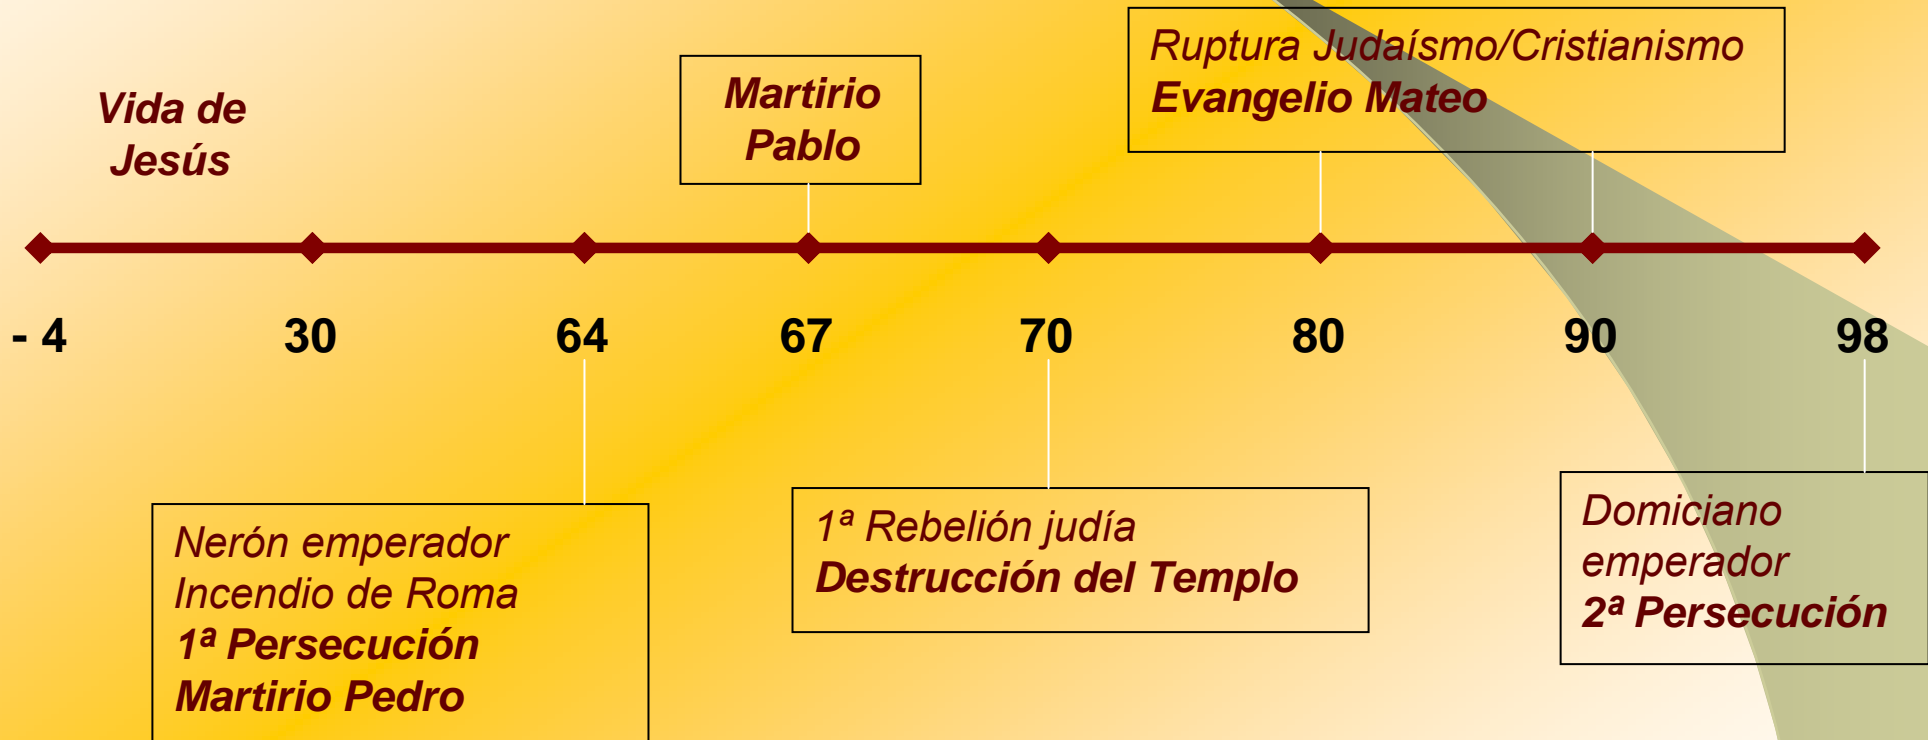 Vida de
Jesús
Martirio
Pablo
Ruptura Judaísmo/Cristianismo
Evangelio Mateo
- 4 30 64 67 70 80 90 98
Nerón emperador
Incendio de Roma
1ª Persecución
Martirio Pedro
1ª Rebelión judía
Destrucción del Templo
Domiciano
emperador
2ª Persecución